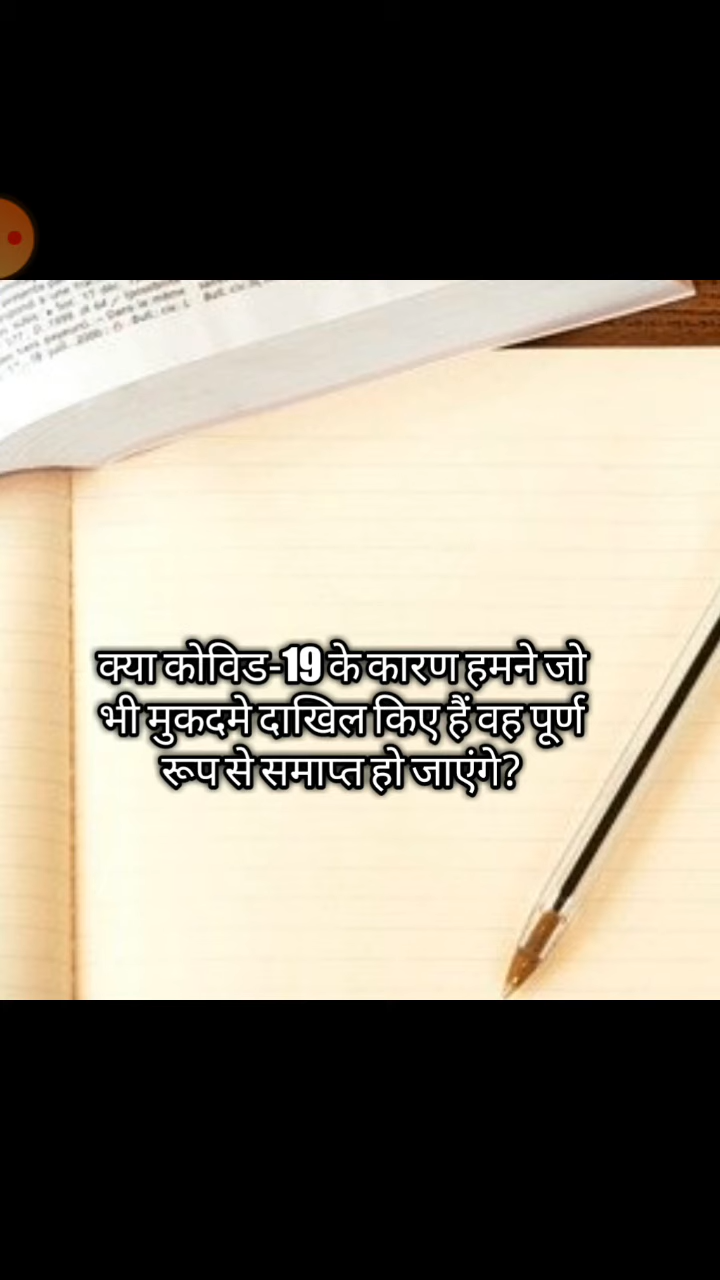 क्या कोविड-19 के कारण हमने जो
भी मुकदमे दाखिल किए हैं वह पूर्ण
रूप से समाप्त हो जाएंगे?